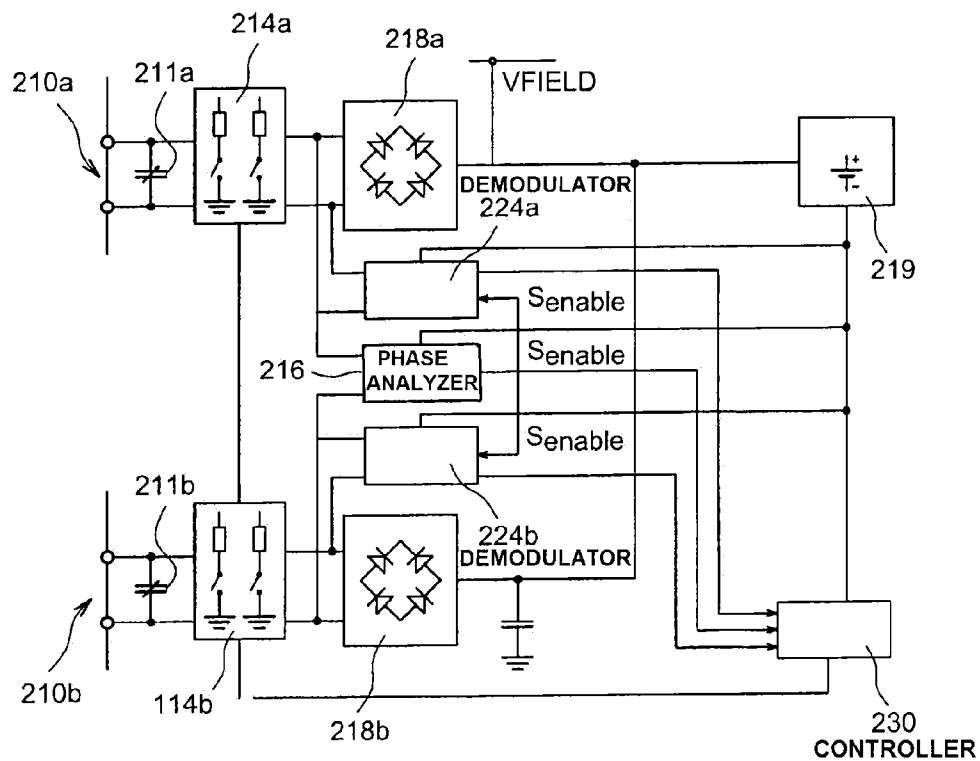 214a
218a
210a
211a
VFIELD
DEMODULATOR
224a
219
Senable
216
PHASE
ANALYZER
Senable
Senable
211b
224b
DEMODULATOR
210b
114b
218b
230
CONTROLLER
+
-